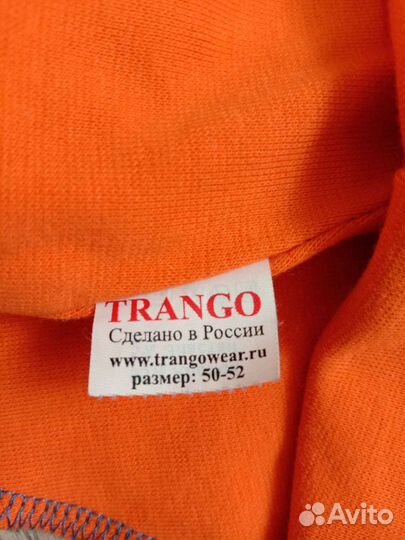 TRANGO
Сделано в России
www.trangowear.ru
размер: 50-52
Avito